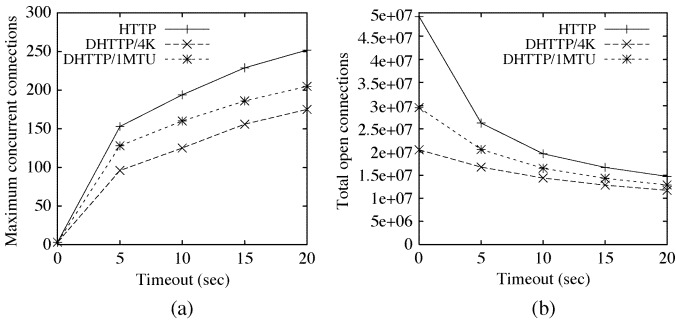 300
250
200
150
100
50
0
Maximum concurrent connections
HTTP
DHTTP/4K
DHTTP/1MTU
0 5 10 15 20
Timeout (sec)
(a)
5e+07
4.5e+07
4e+07
3.5e+07
3e+07
2.5e+07
2e+07
1.5e+07
1e+07
5e+06
0
Total open connections
HTTP
DHTTP/4K
DHTTP/1MTU
0 5 10 15 20
Timeout (sec)
(b)